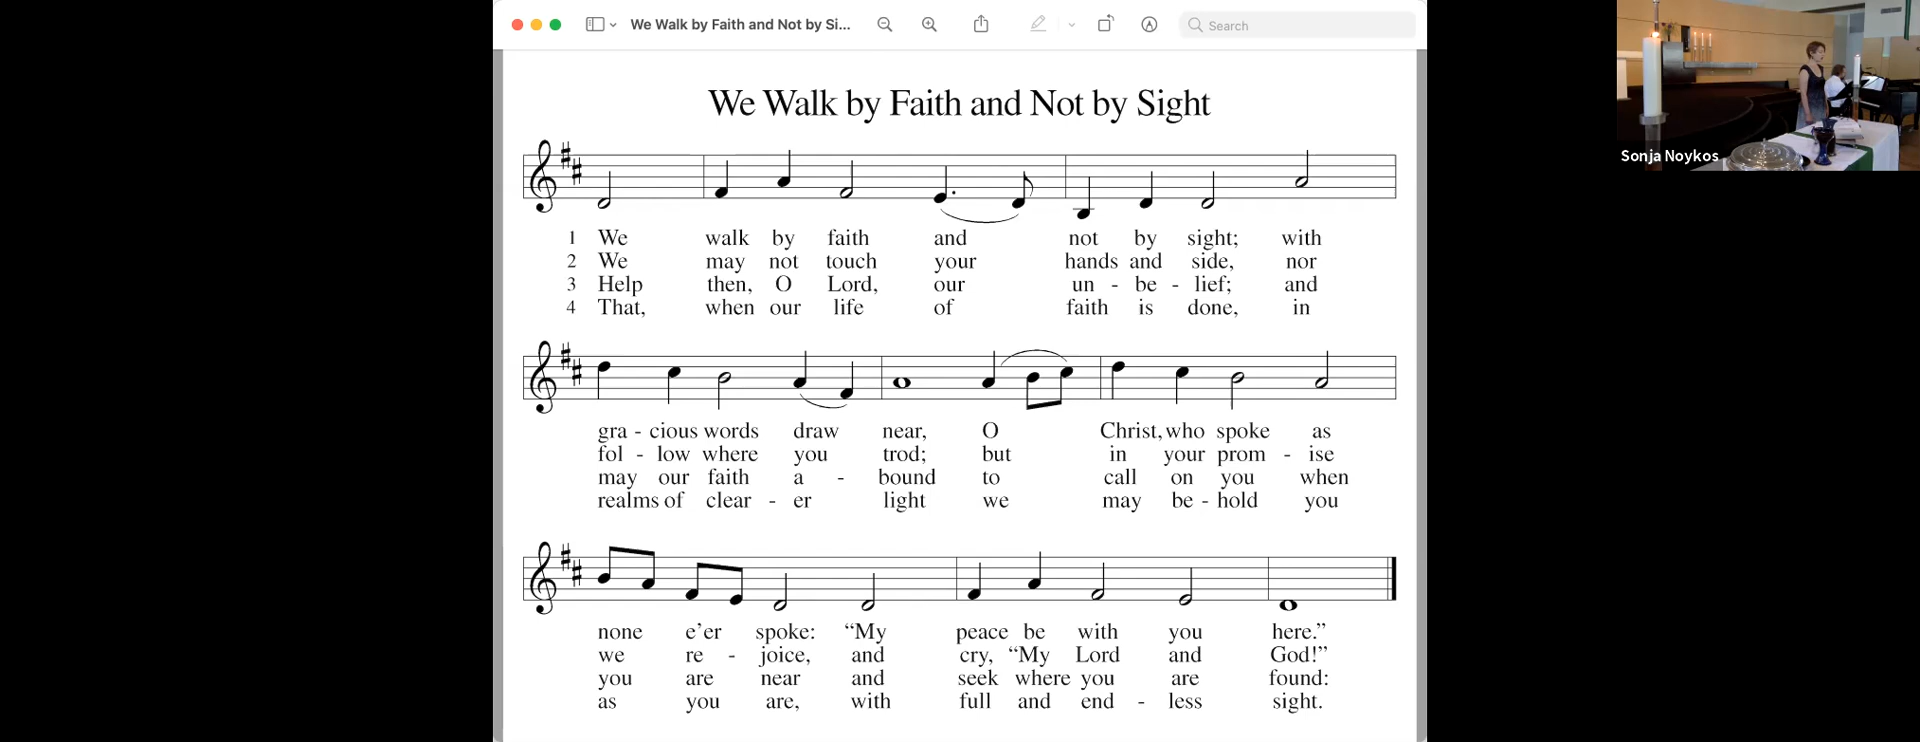 We Walk by Faith and Not by Si...
Search
We Walk by Faith and Not by Sight
1 We walk by faith and not by sight; with
2 We may not touch your hands and side, nor
3 Help then, O Lord, our un - be - lief; and
4 That, when our life of faith is done, in
gra - cious words draw near, O Christ, who spoke as
fol - low where you trod; but in your prom - ise
may our faith a - bound to call on you when
realms of clear - er light we may be - hold you
none e’er spoke: “My peace be with you here.”
we re - joice, and cry, “My Lord and God!”
you are near and seek where you are found:
as you are, with full and end - less sight.
Sonja Noykos